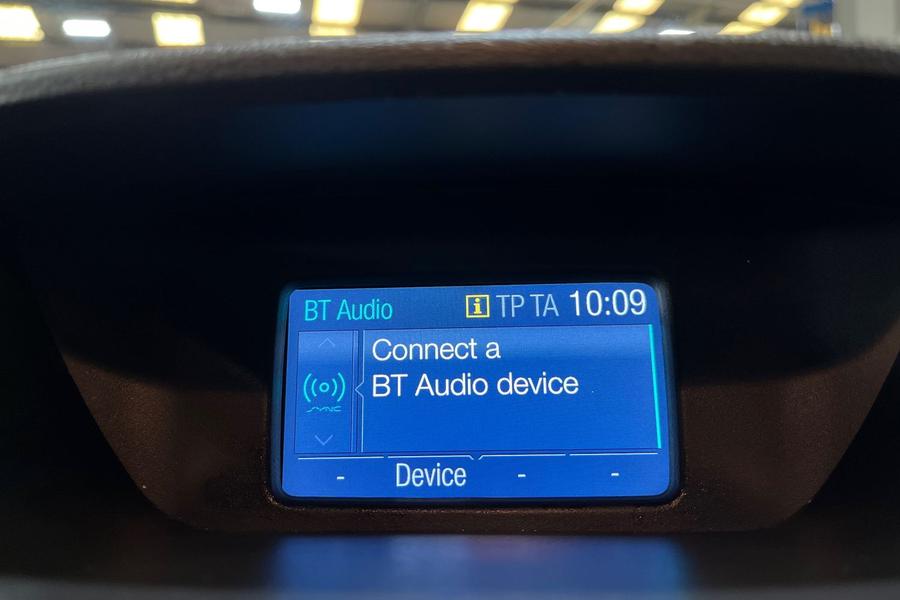 BT Audio i TP TA 10:09
Connect a
BT Audio device
SYNC
- Device - -